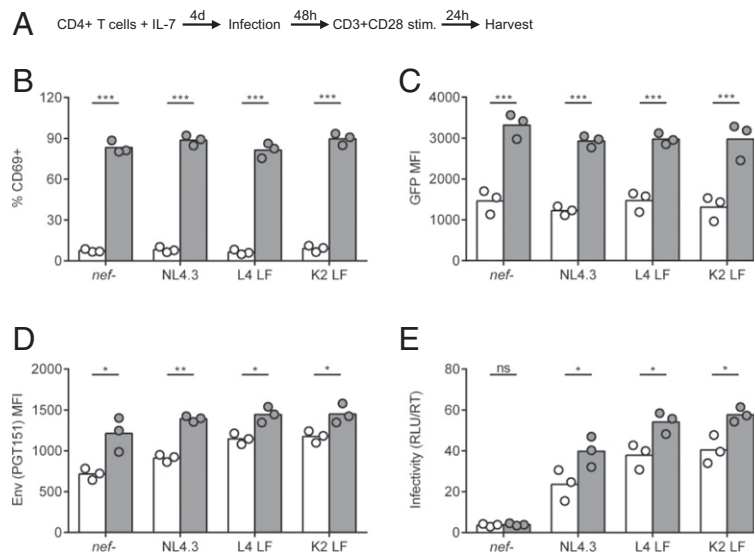 A
CD4+ T cells + IL-7 4d Infection 48h CD3+CD28 stim. 24h Harvest
B
% CD69+
120
90
60
30
0
*** *** *** ***
nef- NL4.3 L4 LF K2 LF
C
GFP MFI
4000
3000
2000
1000
0
*** *** *** ***
nef- NL4.3 L4 LF K2 LF
D
Env (PGT151) MFI
2000
1500
1000
500
0
* ** * *
nef- NL4.3 L4 LF K2 LF
E
Infectivity (RLU/RT)
80
60
40
20
0
ns * * *
nef- NL4.3 L4 LF K2 LF